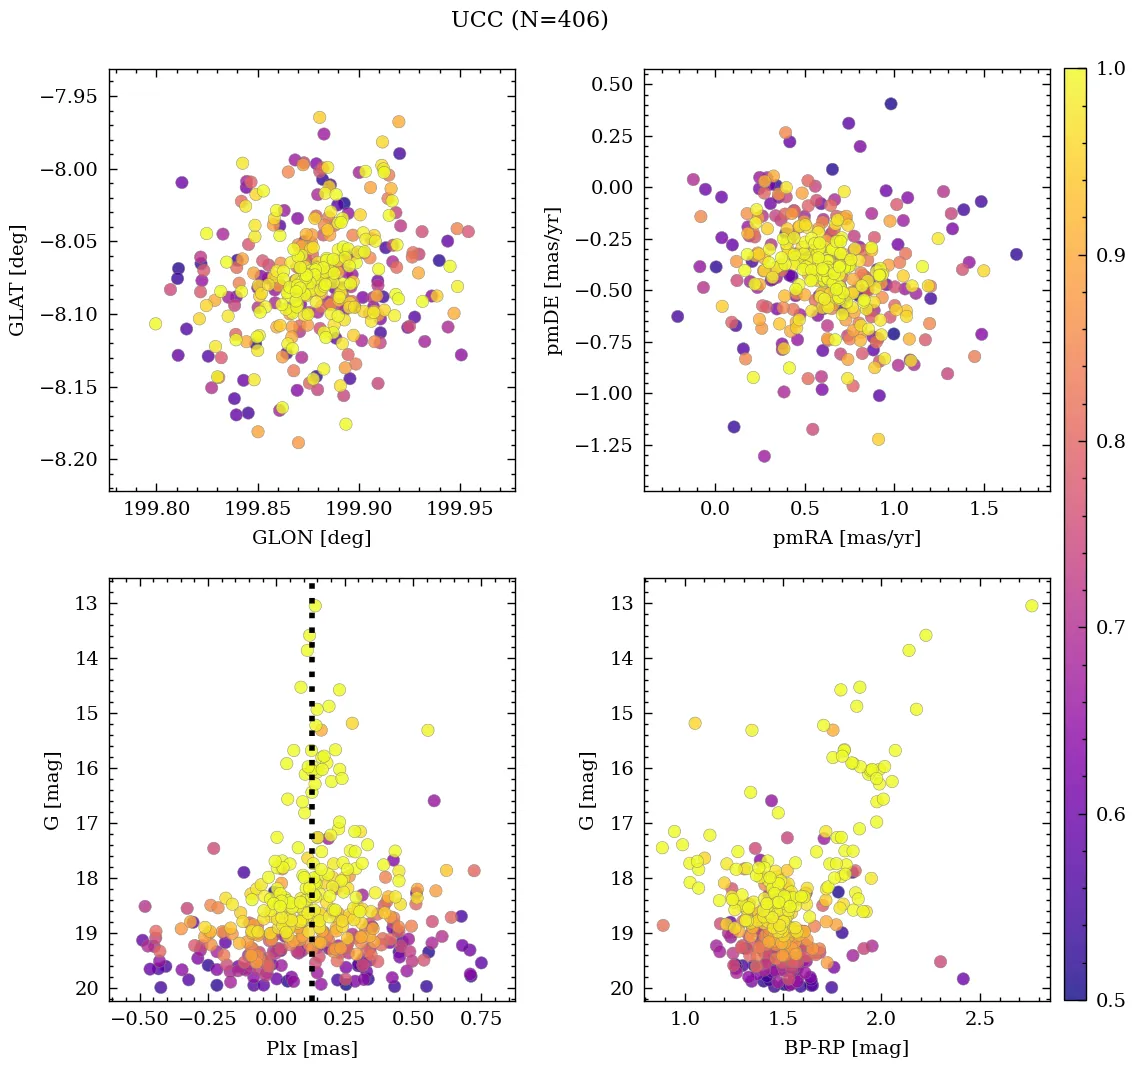 UCC (N=406)
−7.95
−8.00
−8.05
−8.10
−8.15
−8.20
GLAT [deg]
199.80 199.85 199.90 199.95
GLON [deg]
0.50
0.25
0.00
−0.25
−0.50
−0.75
−1.00
−1.25
pmDE [mas/yr]
0.0 0.5 1.0 1.5
pmRA [mas/yr]
1.0
0.9
0.8
0.7
0.6
0.5
13
14
15
16
17
18
19
20
G [mag]
−0.50 −0.25 0.00 0.25 0.50 0.75
Plx [mas]
13
14
15
16
17
18
19
20
G [mag]
1.0 1.5 2.0 2.5
BP-RP [mag]